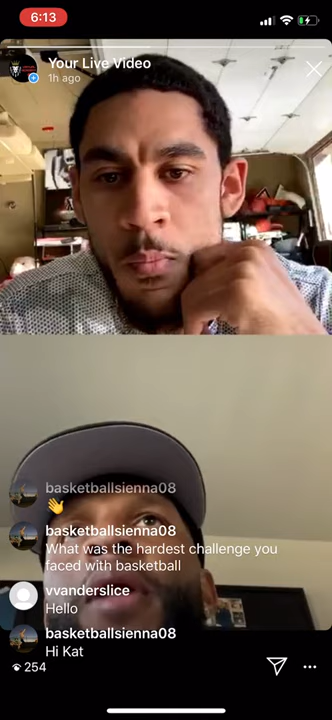 6:13
Your Live Video
1h ago
basketballsienna08
👋
basketballsienna08
What was the hardest challenge you
faced with basketball
vvanderslice
Hello
basketballsienna08
Hi Kat
254